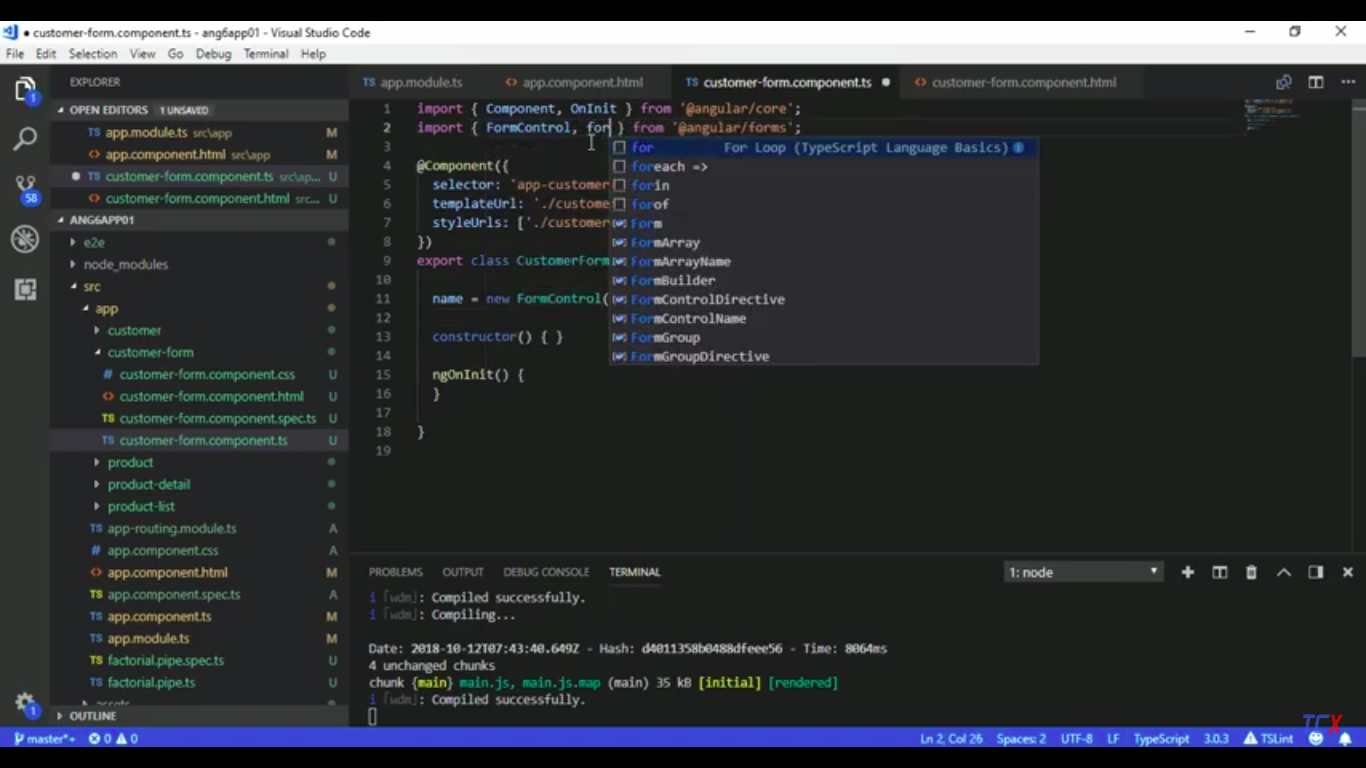 ● customer-form.component.ts - ang6app01 - Visual Studio Code
File Edit Selection View Go Debug Terminal Help
EXPLORER
OPEN EDITORS 1 UNSAVED
TS app.module.ts src\app M
<> app.component.html src\app M
● TS customer-form.component.ts src\ap... U
<> customer-form.component.html src... U
ANG6APP01
e2e
node_modules
src
app
customer
customer-form
# customer-form.component.css U
<> customer-form.component.html U
TS customer-form.component.spec.ts U
TS customer-form.component.ts U
product
product-detail
product-list
TS app-routing.module.ts A
# app.component.css A
<> app.component.html M
TS app.component.spec.ts A
TS app.component.ts M
TS app.module.ts M
TS factorial.pipe.spec.ts U
TS factorial.pipe.ts U
assets
OUTLINE
1
58
1
TS app.module.ts <> app.component.html TS customer-form.component.ts ● <> customer-form.component.html
1 import { Component, OnInit } from '@angular/core';
2 import { FormControl, for } from '@angular/forms';
3
4 @Component({
5 selector: 'app-customer
6 templateUrl: './custome
7 styleUrls: ['./customer
8 })
9 export class CustomerForm
10
11 name = new FormControl(
12
13 constructor() { }
14
15 ngOnInit() {
16 }
17
18 }
19
for For Loop (TypeScript Language Basics)
foreach =>
forin
forof
Form
FormArray
FormArrayName
FormBuilder
FormControlDirective
FormControlName
FormGroup
FormGroupDirective
PROBLEMS OUTPUT DEBUG CONSOLE TERMINAL 1: node
i ｢wdm｣: Compiled successfully.
i ｢wdm｣: Compiling...
Date: 2018-10-12T07:43:40.649Z - Hash: d4011358b0488dfeee56 - Time: 8064ms
4 unchanged chunks
chunk {main} main.js, main.js.map (main) 35 kB [initial] [rendered]
i ｢wdm｣: Compiled successfully.
TCX
master*+ 0 0 Ln 2, Col 26 Spaces: 2 UTF-8 LF TypeScript 3.0.3 TSLint